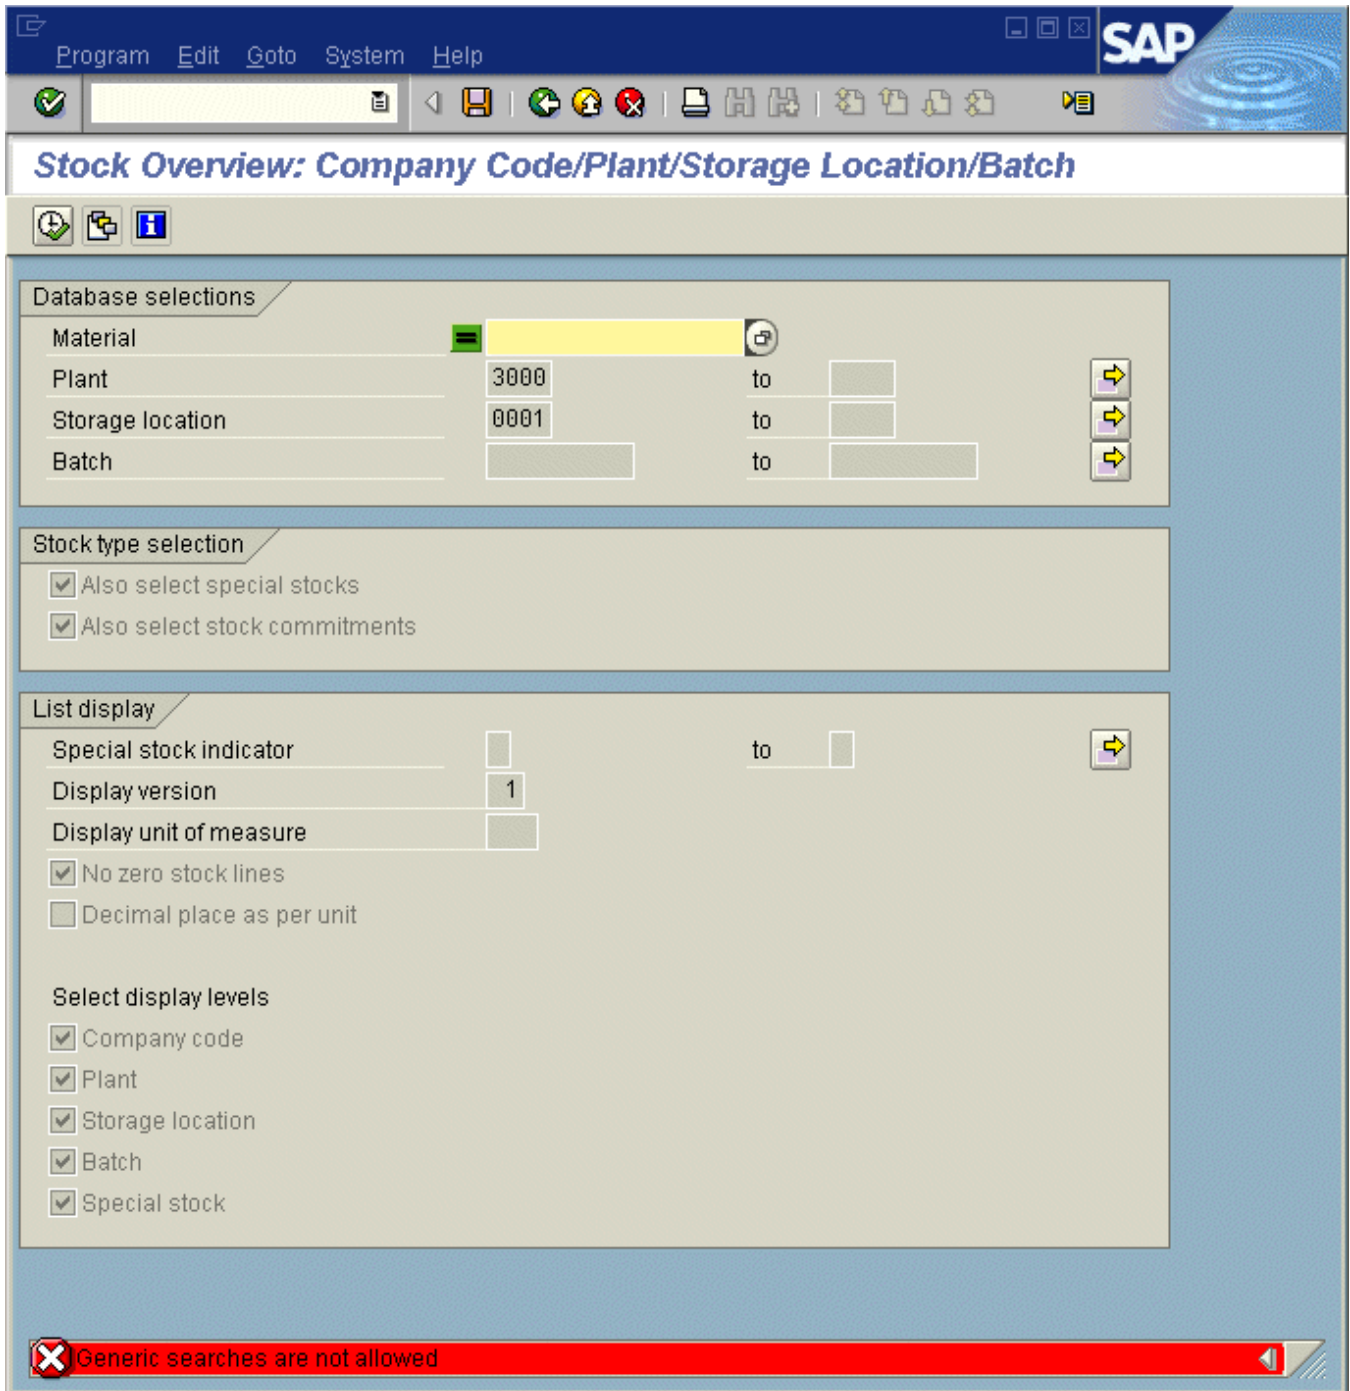 Program Edit Goto System Help
SAP
Stock Overview: Company Code/Plant/Storage Location/Batch
Database selections
Material
Plant 3000 to
Storage location 0001 to
Batch to
Stock type selection
Also select special stocks
Also select stock commitments
List display
Special stock indicator to
Display version 1
Display unit of measure
No zero stock lines
Decimal place as per unit
Select display levels
Company code
Plant
Storage location
Batch
Special stock
Generic searches are not allowed